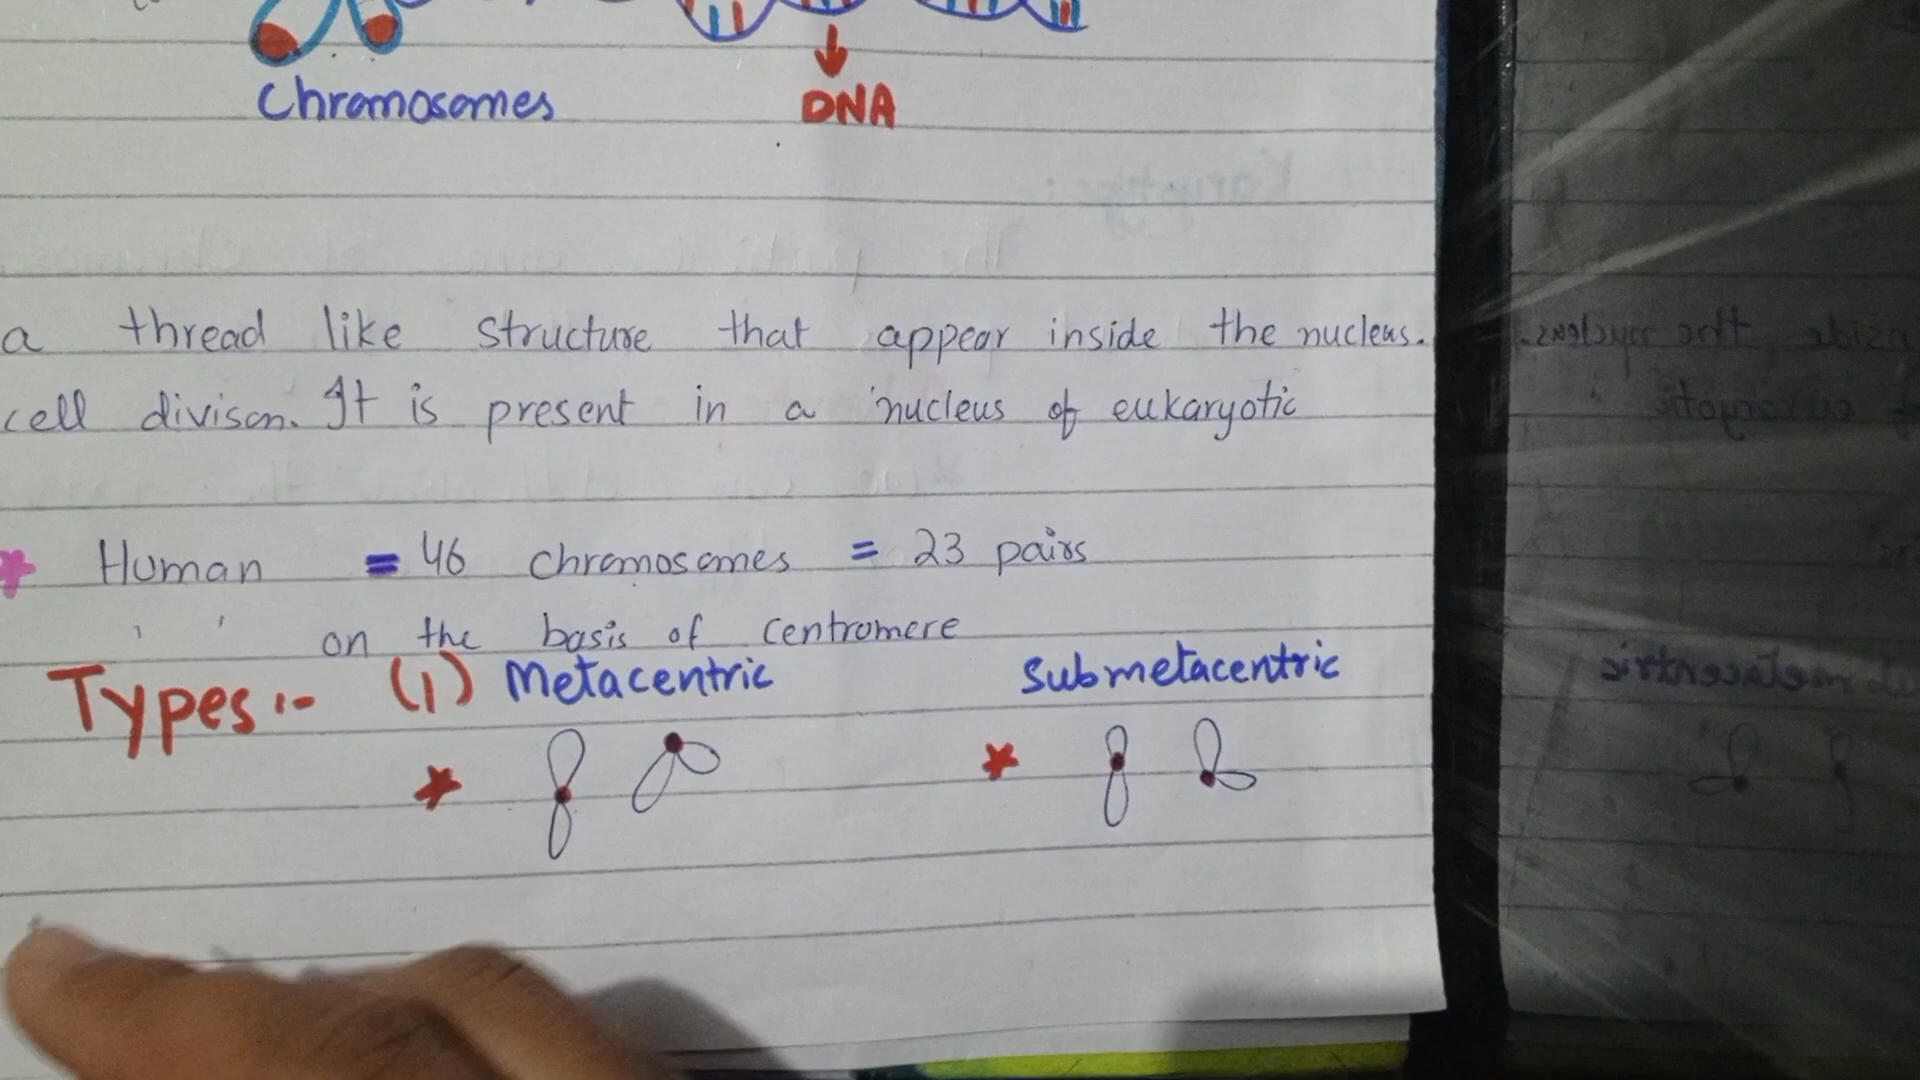 Chromosomes DNA
a thread like structure that appear inside the nucleus.
cell divison. It is present in a nucleus of eukaryotic
* Human = 46 chromosomes = 23 pairs
on the basis of centromere
Types:- (1) Metacentric Submetacentric
* *